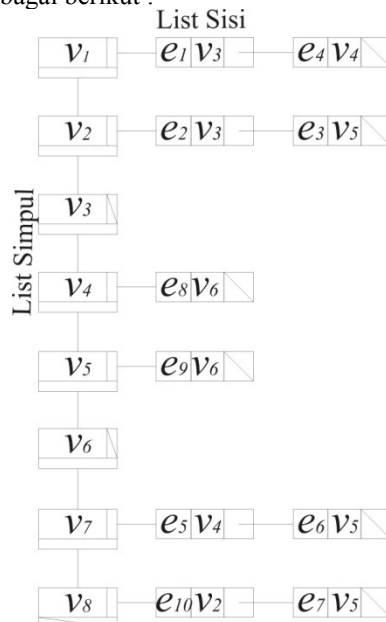 bagai berikut :
List Sisi
List Simpul
v1 e1 v3 e4 v4
v2 e2 v3 e3 v5
v3
v4 e8 v6
v5 e9 v6
v6
v7 e5 v4 e6 v5
v8 e10 v2 e7 v5